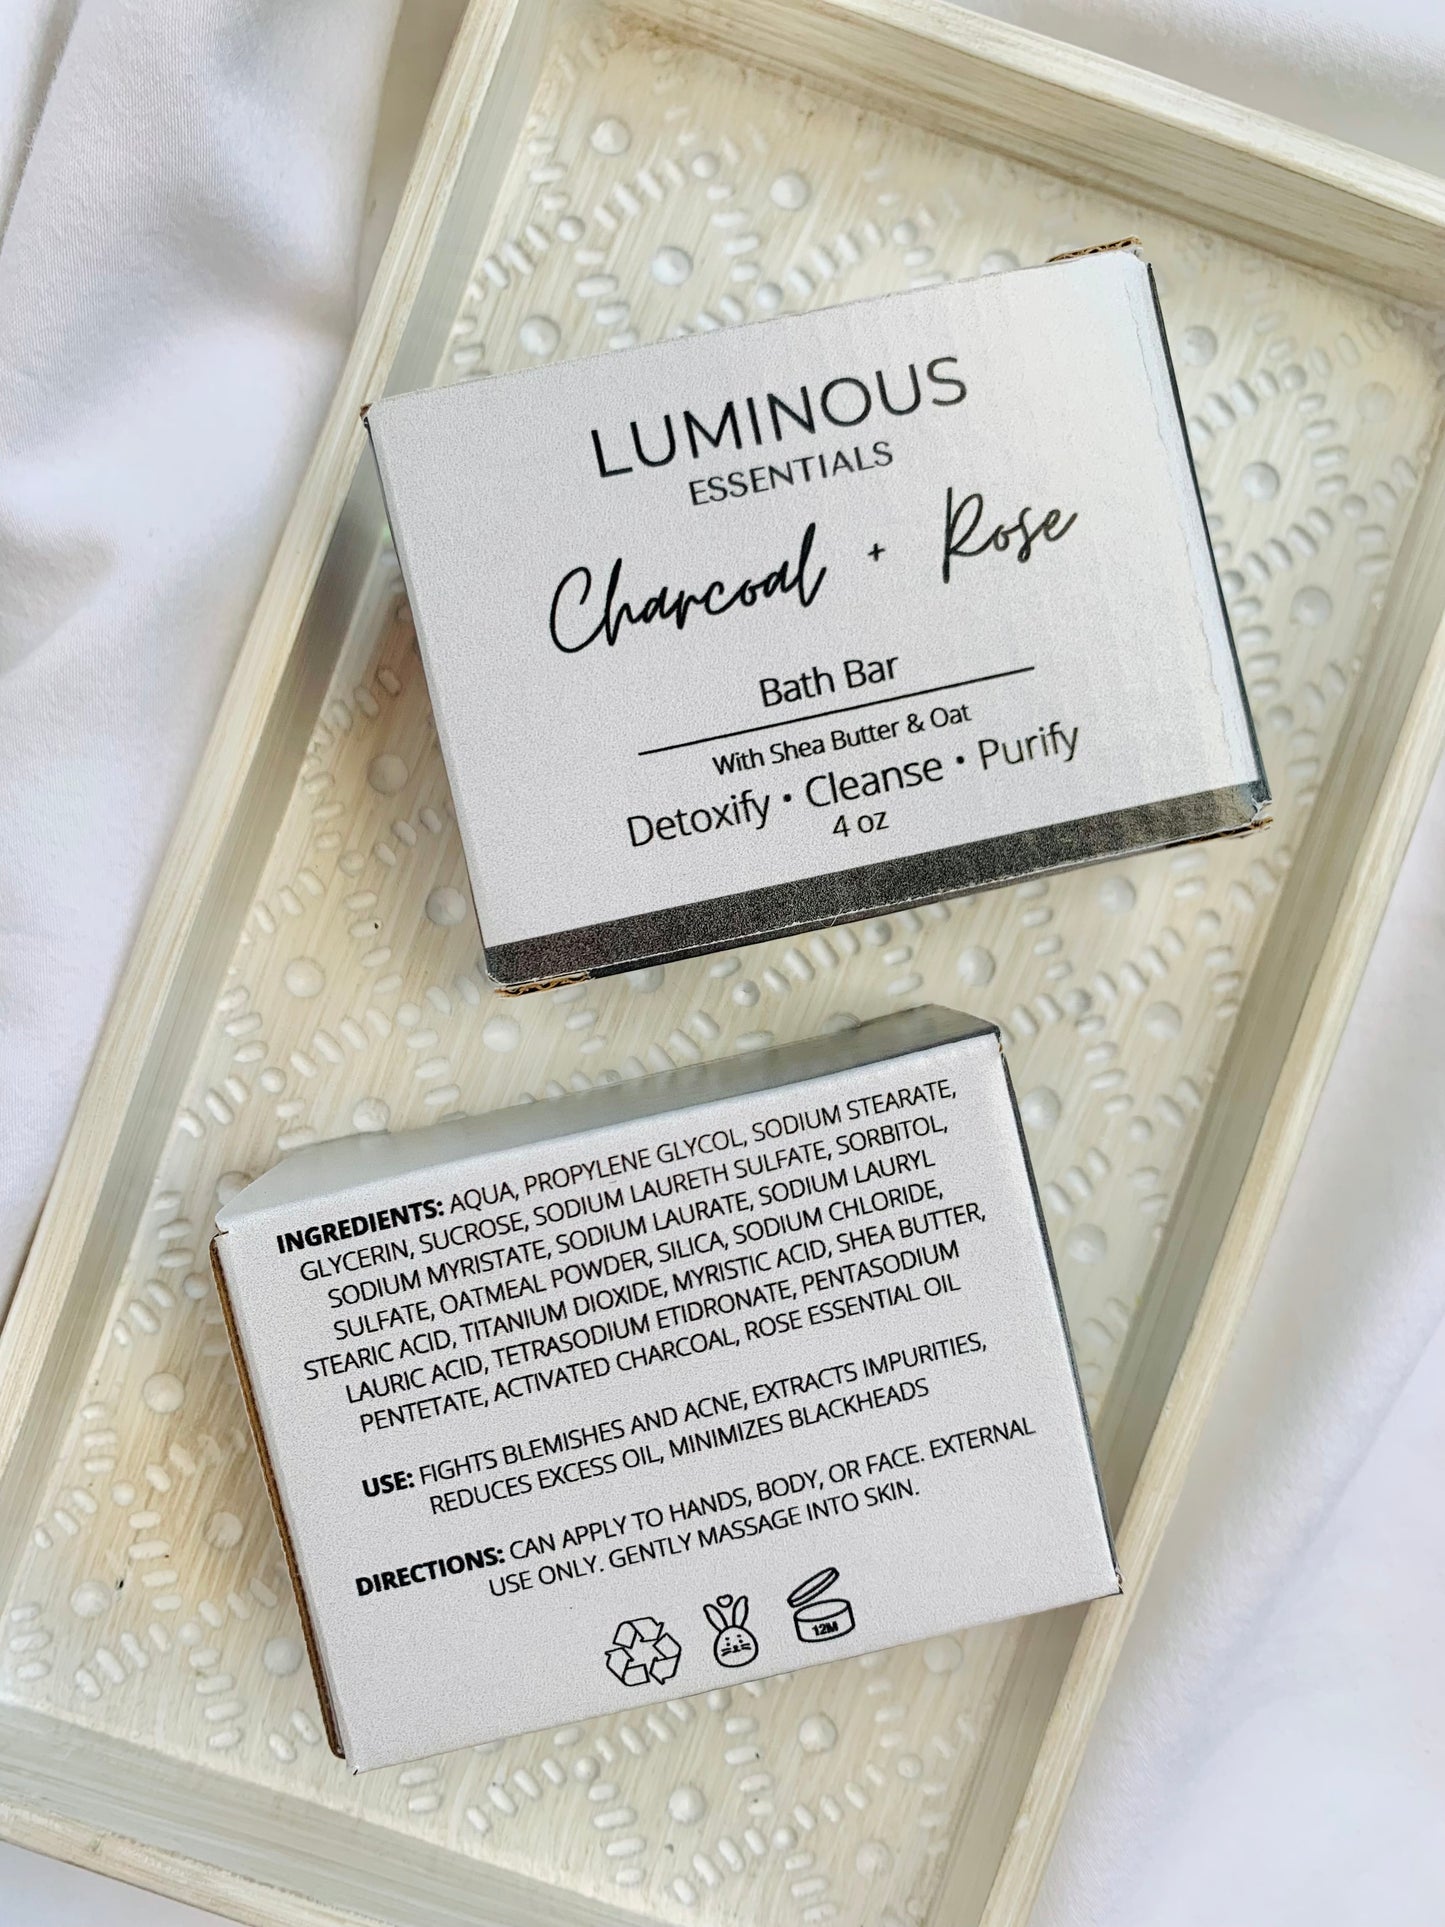 LUMINOUS
ESSENTIALS
Charcoal + Rose
Bath Bar
With Shea Butter & Oat
Detoxify • Cleanse • Purify
4 oz
INGREDIENTS: AQUA, PROPYLENE GLYCOL, SODIUM STEARATE,
GLYCERIN, SUCROSE, SODIUM LAURETH SULFATE, SORBITOL,
SODIUM MYRISTATE, SODIUM LAURATE, SODIUM LAURYL
SULFATE, OATMEAL POWDER, SILICA, SODIUM CHLORIDE,
STEARIC ACID, TITANIUM DIOXIDE, MYRISTIC ACID, SHEA BUTTER,
LAURIC ACID, TETRASODIUM ETIDRONATE, PENTASODIUM
PENTETATE, ACTIVATED CHARCOAL, ROSE ESSENTIAL OIL
USE: FIGHTS BLEMISHES AND ACNE, EXTRACTS IMPURITIES,
REDUCES EXCESS OIL, MINIMIZES BLACKHEADS
DIRECTIONS: CAN APPLY TO HANDS, BODY, OR FACE. EXTERNAL
USE ONLY. GENTLY MASSAGE INTO SKIN.
12M